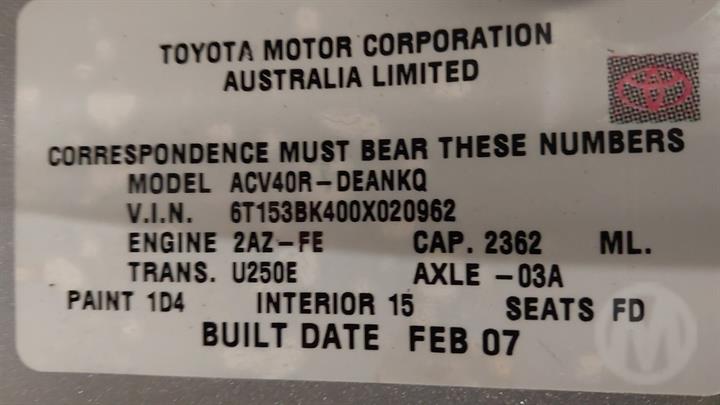 TOYOTA MOTOR CORPORATION
AUSTRALIA LIMITED
CORRESPONDENCE MUST BEAR THESE NUMBERS
MODEL ACV40R-DEANKQ
V.I.N. 6T153BK400X020962
ENGINE 2AZ-FE CAP. 2362 ML.
TRANS. U250E AXLE -03A
PAINT 1D4 INTERIOR 15 SEATS FD
BUILT DATE FEB 07
M